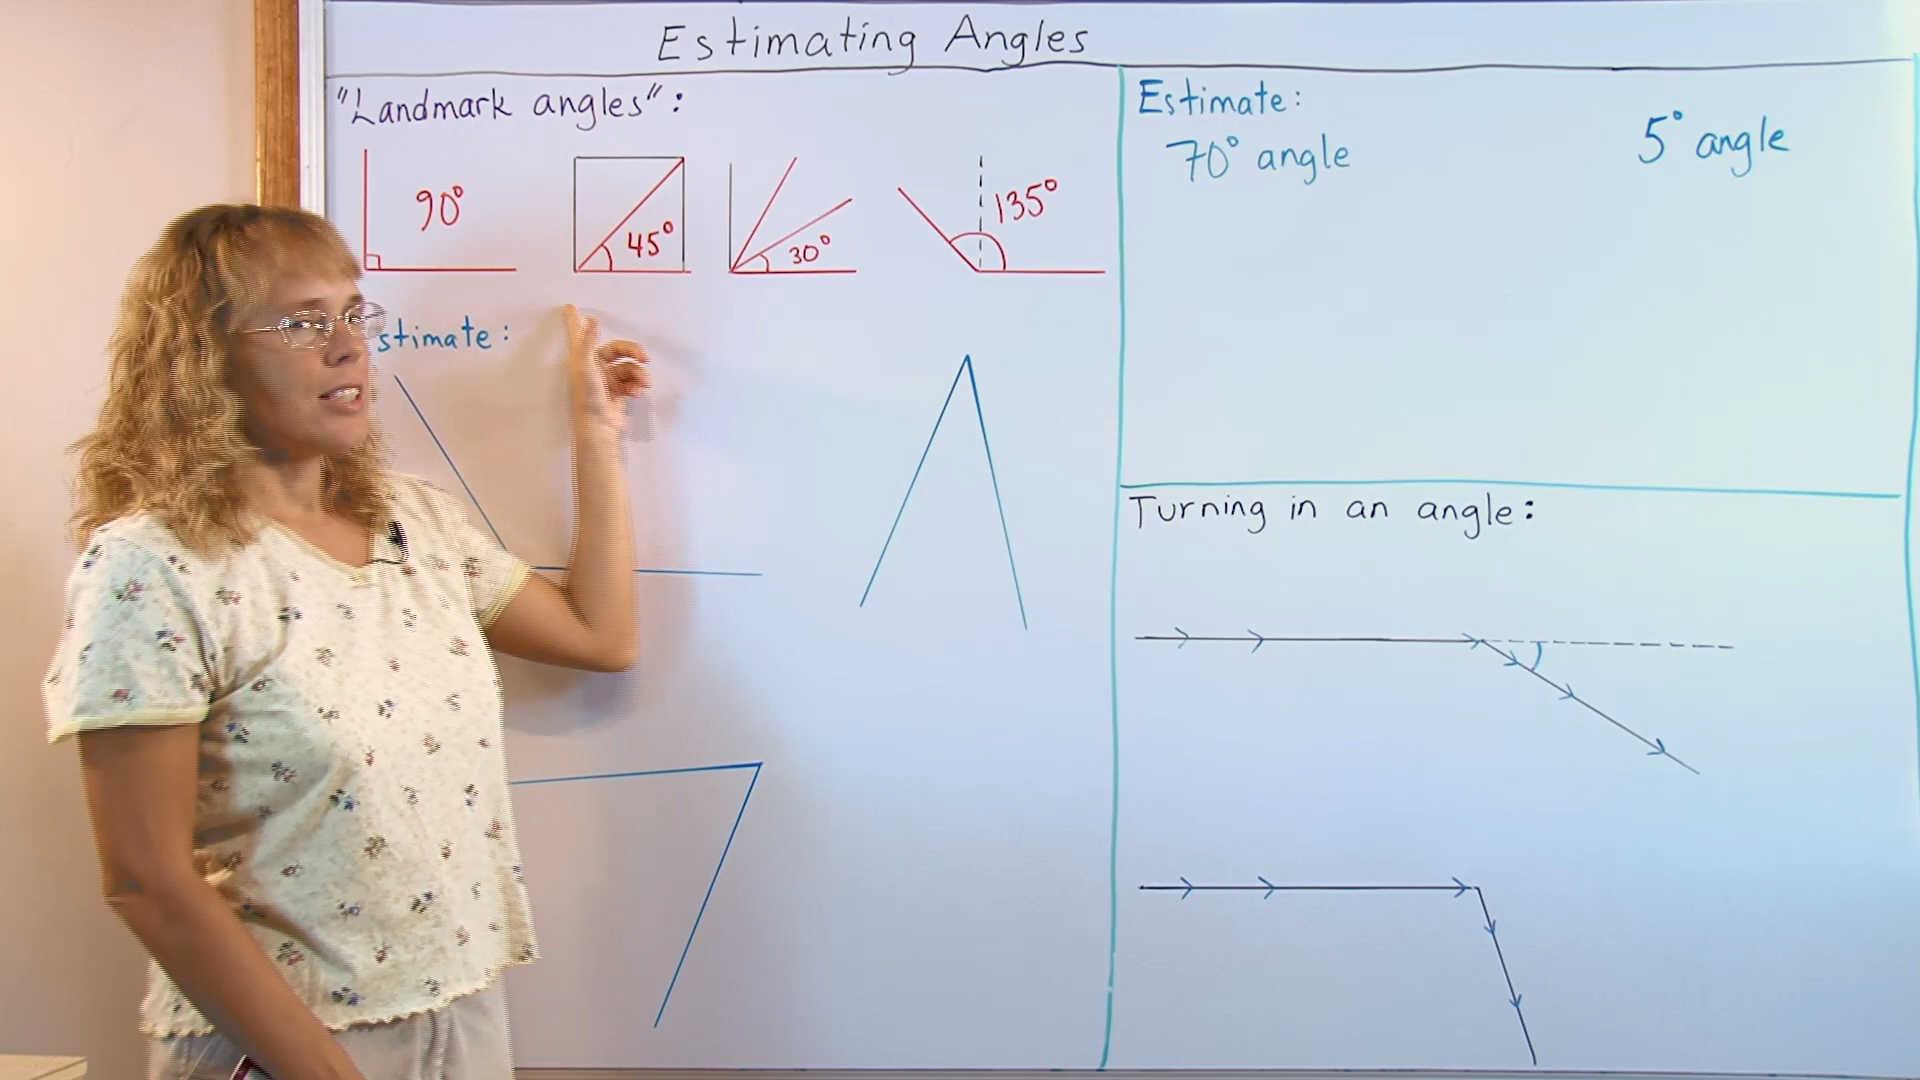 Estimating Angles
"Landmark angles":
90°
45°
30°
135°
stimate:
Estimate:
70° angle
5° angle
Turning in an angle: